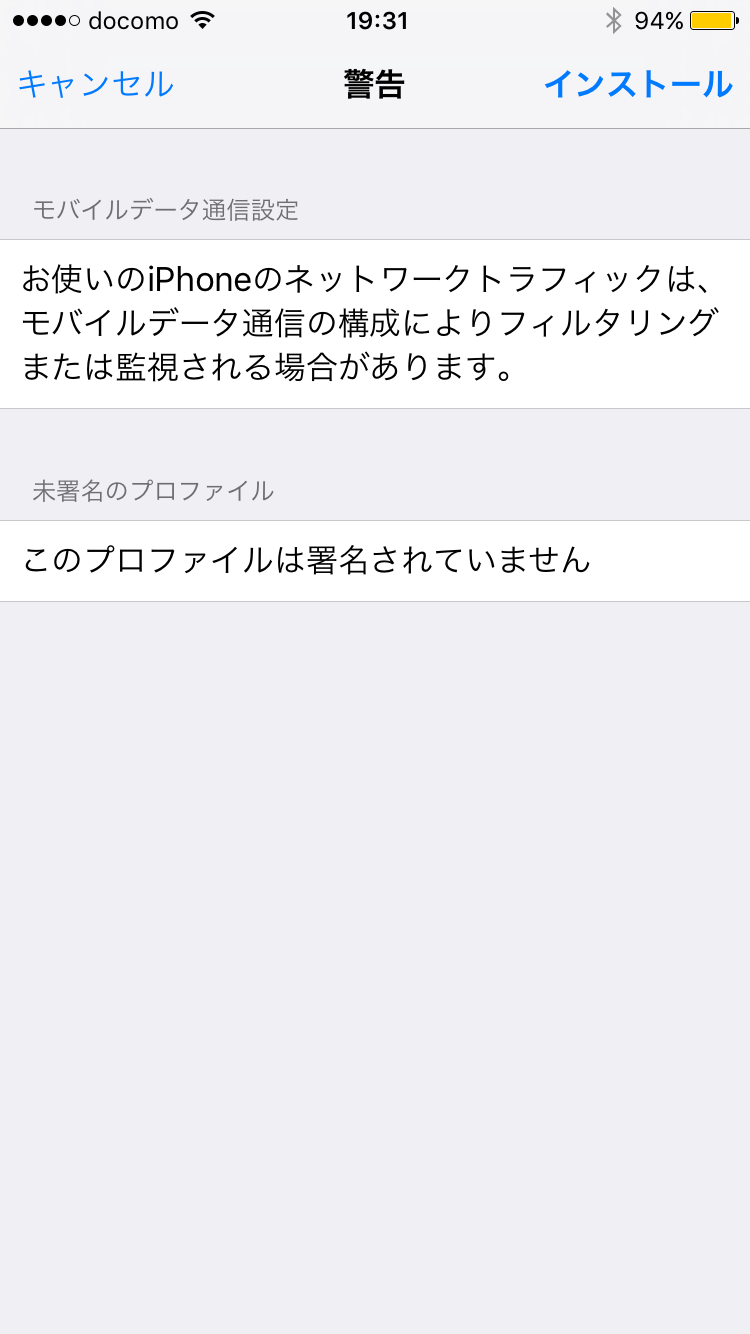 docomo 19:31 94%
キャンセル 警告 インストール
モバイルデータ通信設定
お使いのiPhoneのネットワークトラフィックは、
モバイルデータ通信の構成によりフィルタリング
または監視される場合があります。
未署名のプロファイル
このプロファイルは署名されていません